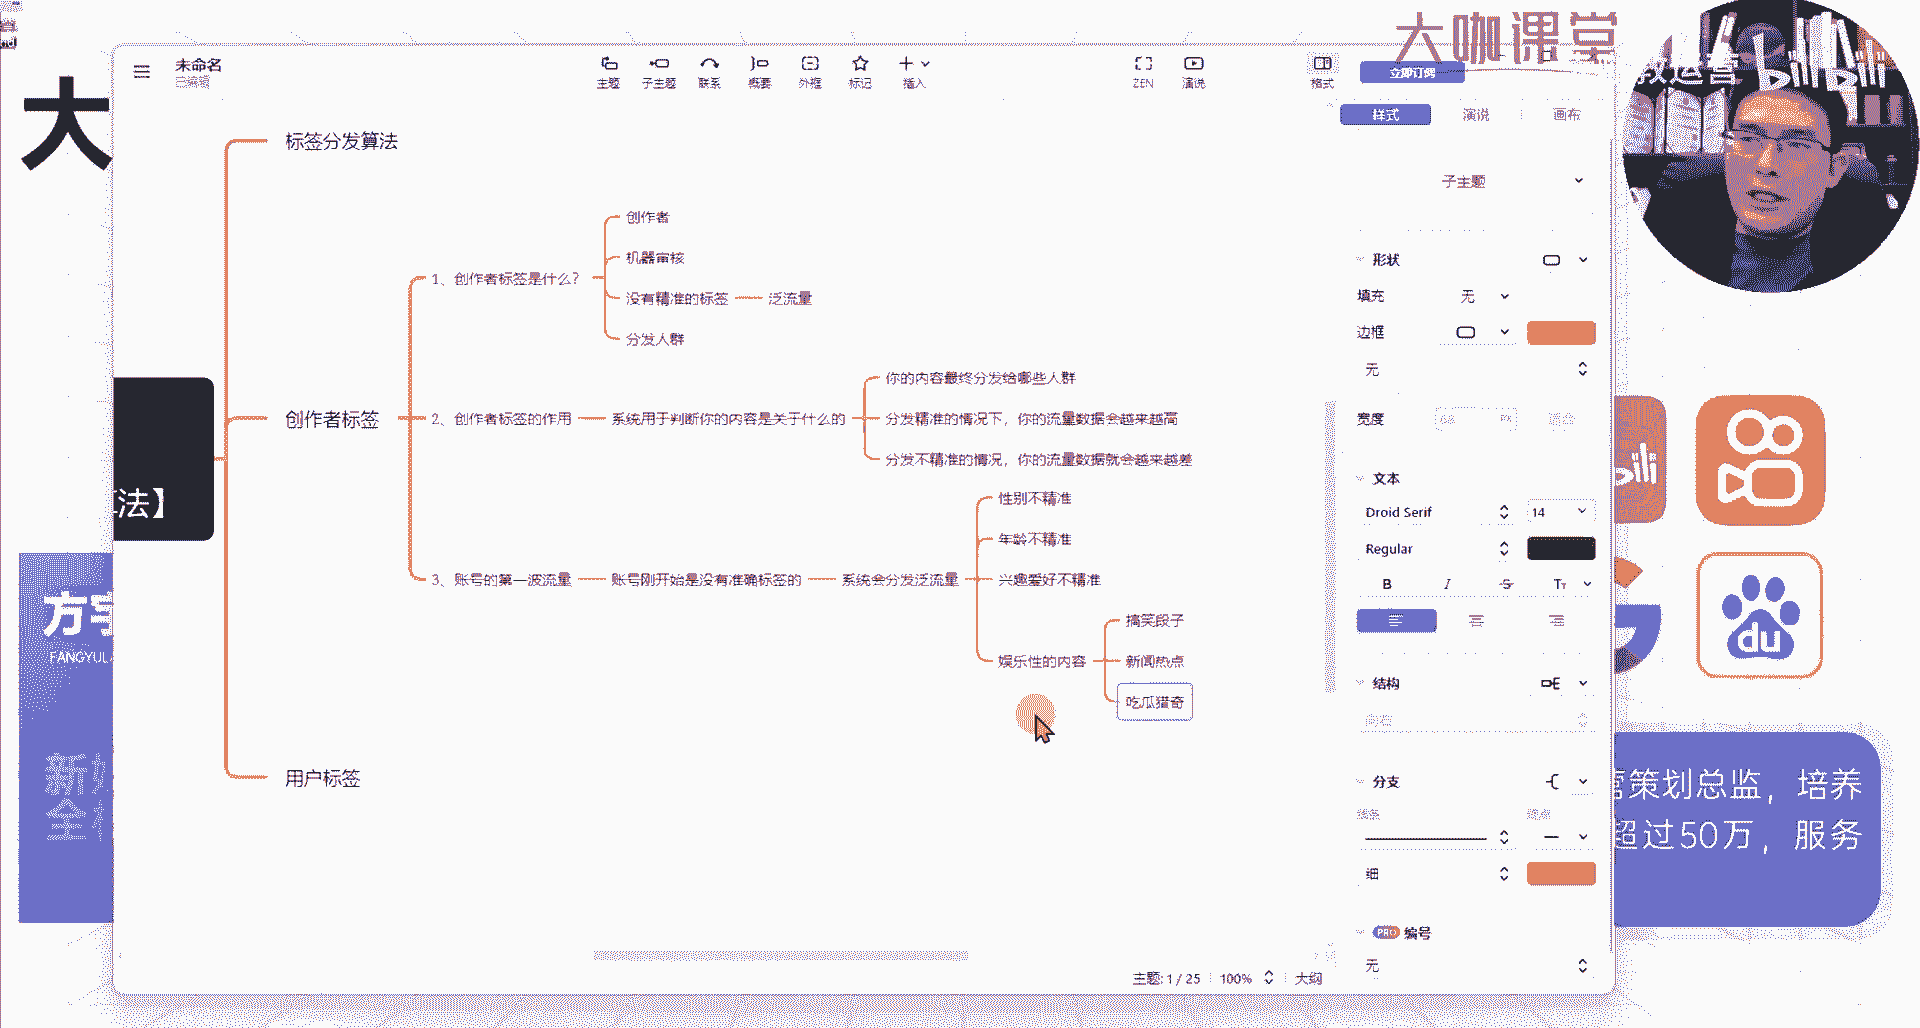 大咖课堂
未命名
已编辑
主题
子主题
联系
概要
外框
标记
插入
ZEN
演说
立即订阅
格式
教运营
bilibili
大
样式
演说
画布
标签分发算法
子主题
创作者
机器审核
1、创作者标签是什么?
没有精准的标签
泛流量
分发人群
形状
填充
无
边框
无
你的内容最终分发给哪些人群
创作者标签
2、创作者标签的作用
系统用于判断你的内容是关于什么的
分发精准的情况下，你的流量数据会越来越高
分发不精准的情况，你的流量数据就会越来越差
宽度
法】
文本
Droid Serif
14
Regular
B
I
S
性别不精准
年龄不精准
3、账号的第一波流量
账号刚开始是没有准确标签的
系统会分发泛流量
兴趣爱好不精准
搞笑段子
娱乐性的内容
新闻热点
吃瓜猎奇
FANGYU
du
结构
用户标签
分支
细
PRO
编号
无
策划总监，培养
超过50万，服务
主题: 1 / 25
100%
大纲